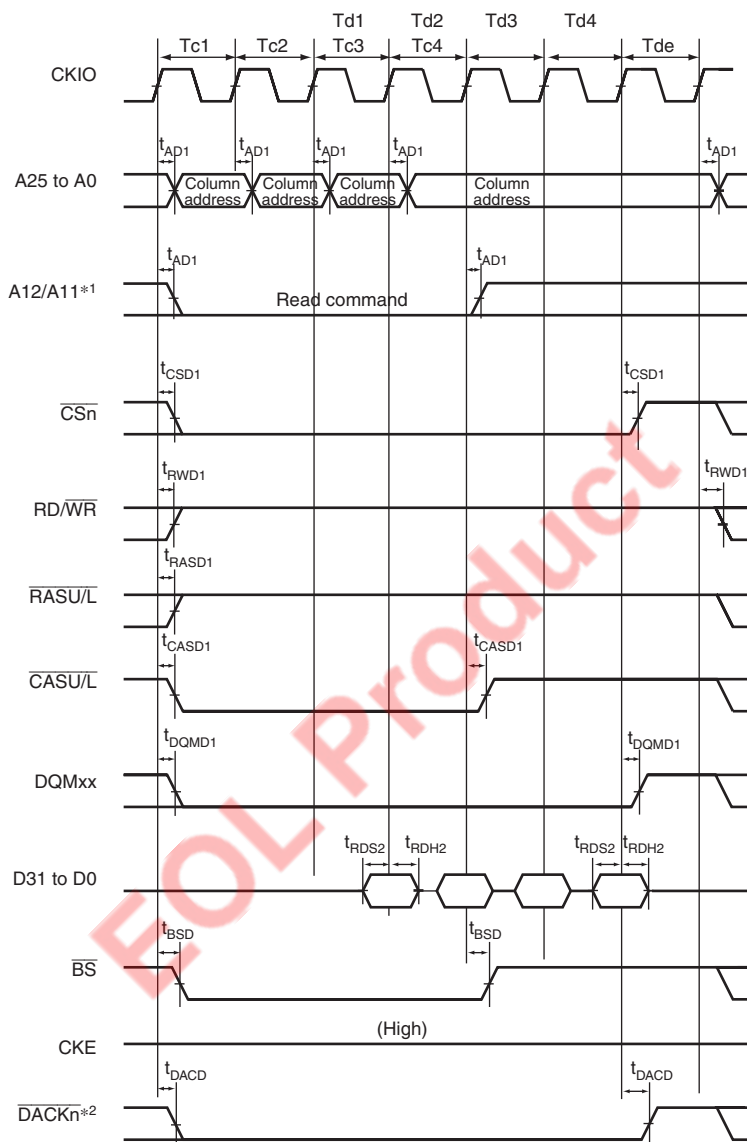 Td1 Td2 Td3 Td4
Tc1 Tc2 Tc3 Tc4 Tde
CKIO
tAD1 tAD1 tAD1 tAD1 tAD1
A25 to A0
Column address Column address Column address Column address
tAD1 tAD1
A12/A11*1
Read command
tCSD1 tCSD1
CSn
tRWD1 tRWD1
RD/WR
tRASD1
RASU/L
tCASD1 tCASD1
CASU/L
tDQMD1 tDQMD1
DQMxx
tRDS2 tRDH2 tRDS2 tRDH2
D31 to D0
tBSD tBSD
BS
(High)
CKE
tDACD tDACD
DACKn*2
EOL Product